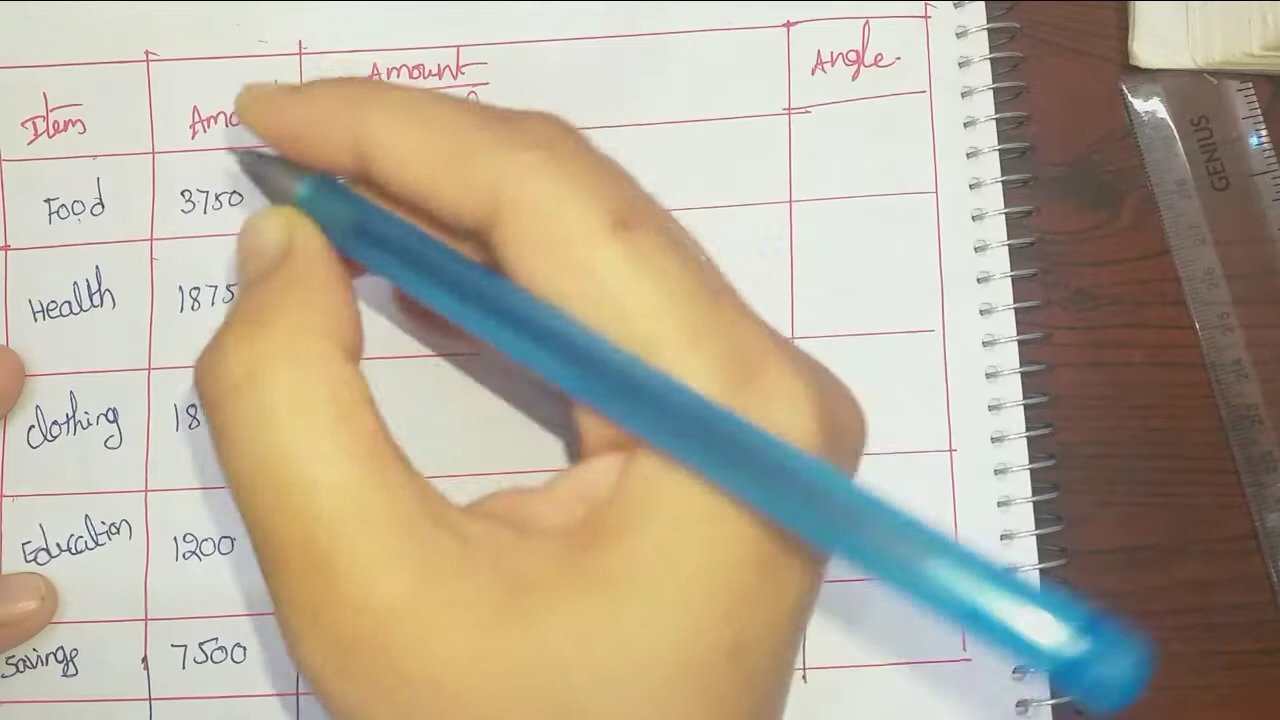 Item Amount Angle.
Food 3750
Health 1875
Clothing
Education 1200
Savings 7500
GENIUS